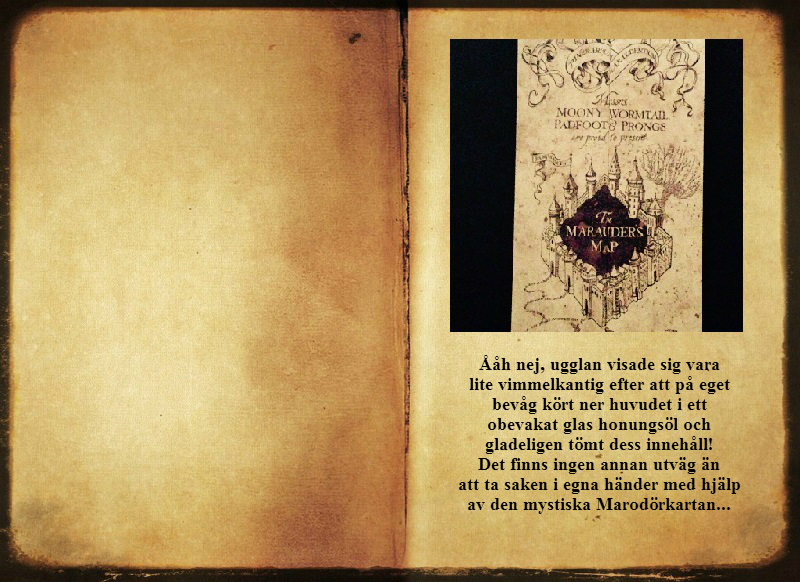 Messrs
MOONY WORMTAIL
PADFOOT & PRONGS
are proud to present
The
MARAUDER'S
MAP
Ååh nej, ugglan visade sig vara
lite vimmelkantig efter att på eget
bevåg kört ner huvudet i ett
obevakat glas honungsöl och
gladeligen tömt dess innehåll!
Det finns ingen annan utväg än
att ta saken i egna händer med hjälp
av den mystiska Marodörkartan...